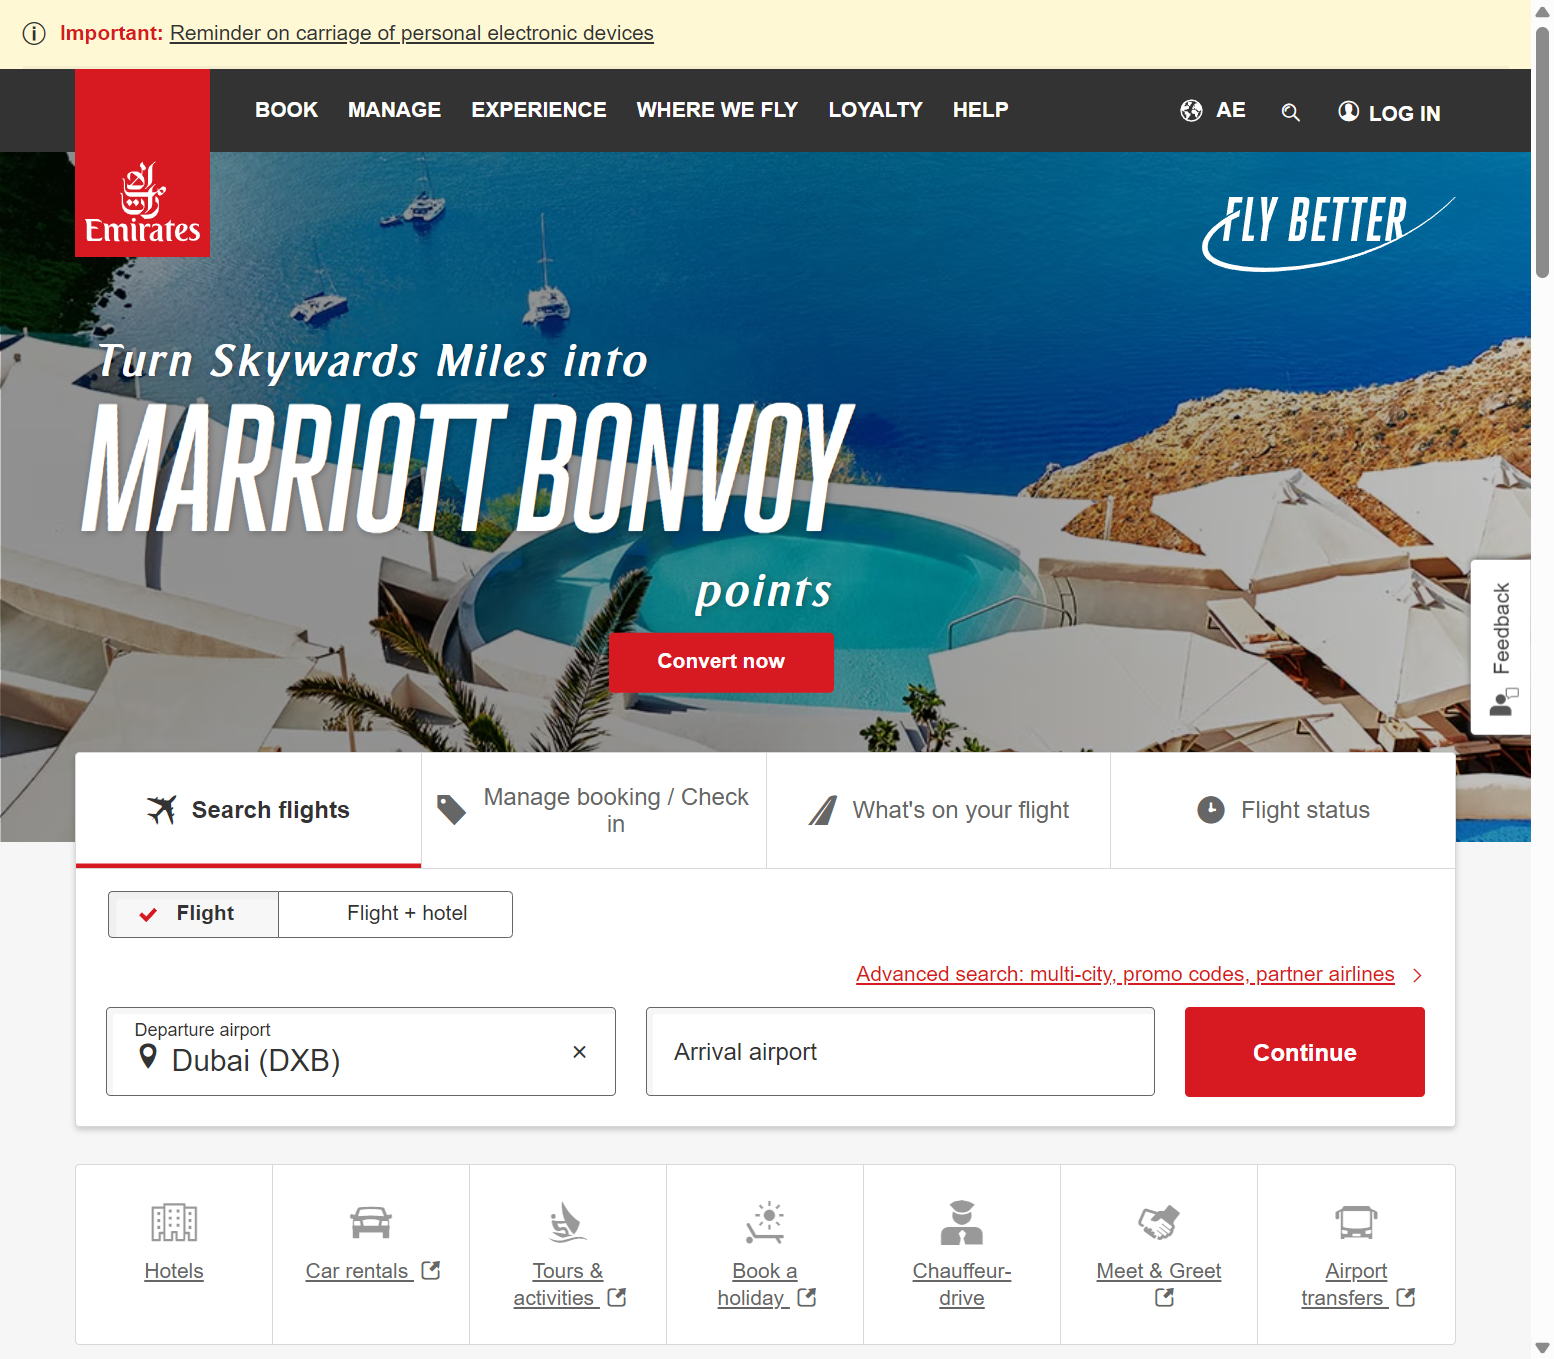 Important: Reminder on carriage of personal electronic devices
BOOK MANAGE EXPERIENCE WHERE WE FLY LOYALTY HELP AE LOG IN
Emirates
FLY BETTER
Turn Skywards Miles into
MARRIOTT BONVOY
points
Convert now
Feedback
Search flights
Manage booking / Check
in
What's on your flight
Flight status
Flight
Flight + hotel
Advanced search: multi-city, promo codes, partner airlines
Departure airport
Dubai (DXB)
Arrival airport
Continue
Hotels
Car rentals
Tours &
activities
Book a
holiday
Chauffeur-
drive
Meet & Greet
Airport
transfers